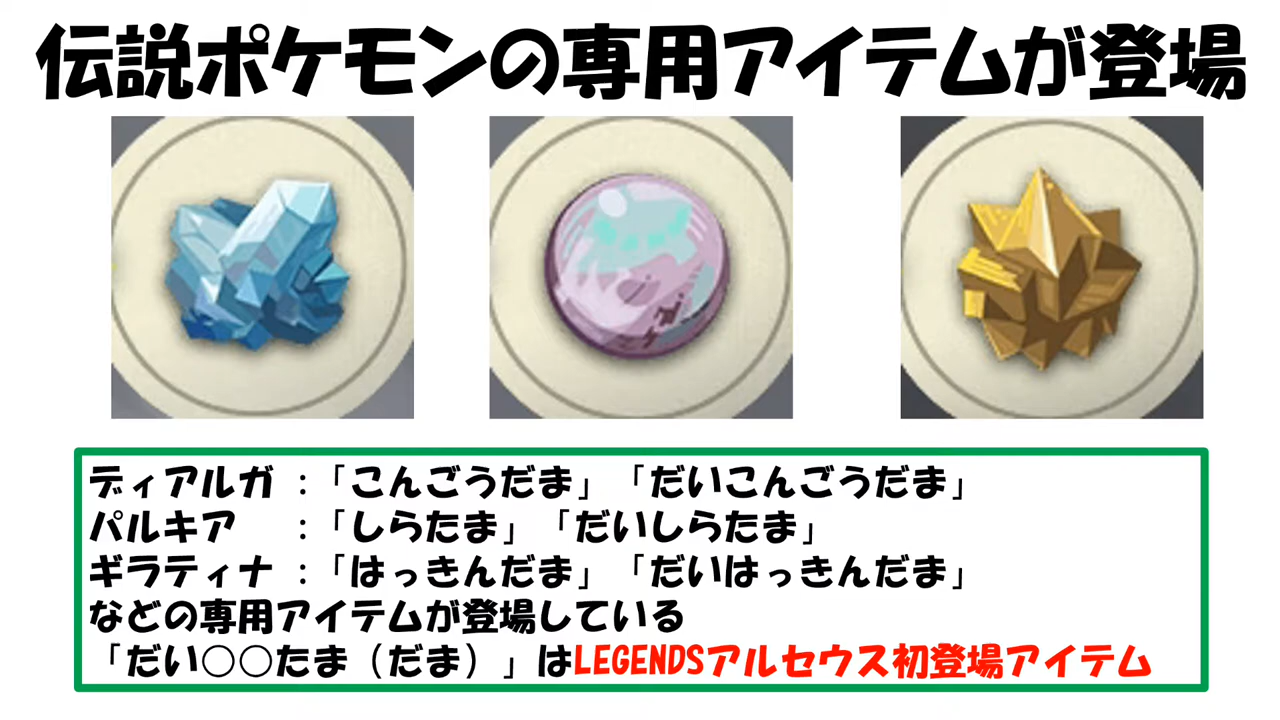 伝説ポケモンの専用アイテムが登場
ディアルガ ：「こんごうだま」「だいこんごうだま」
パルキア ：「しらたま」「だいしらたま」
ギラティナ ：「はっきんだま」「だいはっきんだま」
などの専用アイテムが登場している
「だい○○たま（だま）」はLEGENDSアルセウス初登場アイテム